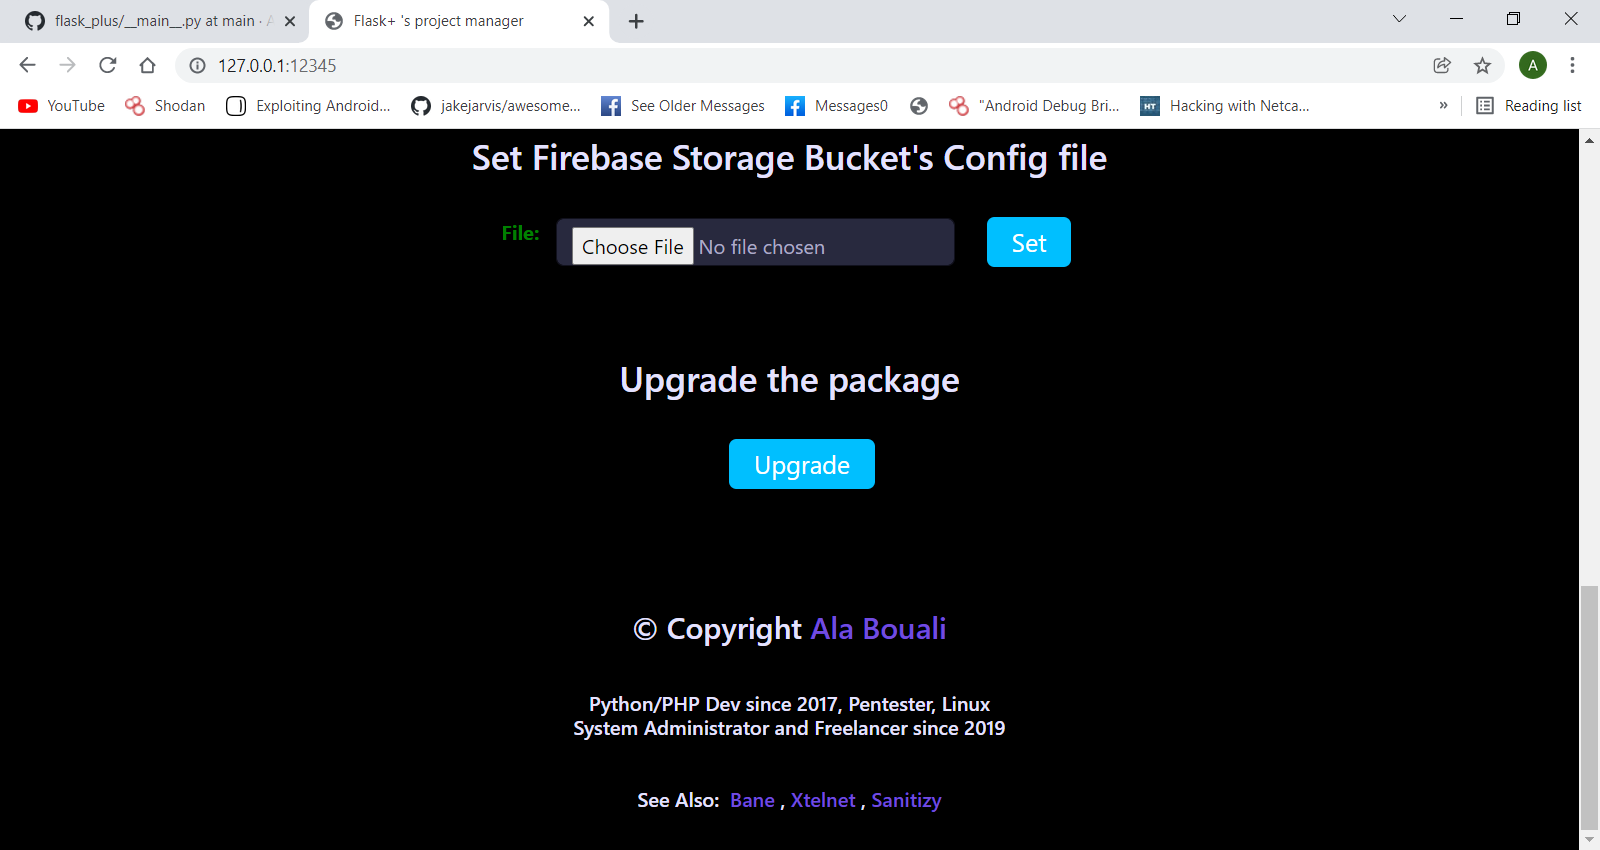 flask_plus/__main__.py at main ·
Flask+ 's project manager
127.0.0.1:12345
A
YouTube
Shodan
Exploiting Android...
jakejarvis/awesome...
See Older Messages
Messages0
"Android Debug Bri...
HT
Hacking with Netca...
»
Reading list
Set Firebase Storage Bucket's Config file
File: Choose File No file chosen Set
Upgrade the package
Upgrade
© Copyright Ala Bouali
Python/PHP Dev since 2017, Pentester, Linux
System Administrator and Freelancer since 2019
See Also: Bane , Xtelnet , Sanitizy